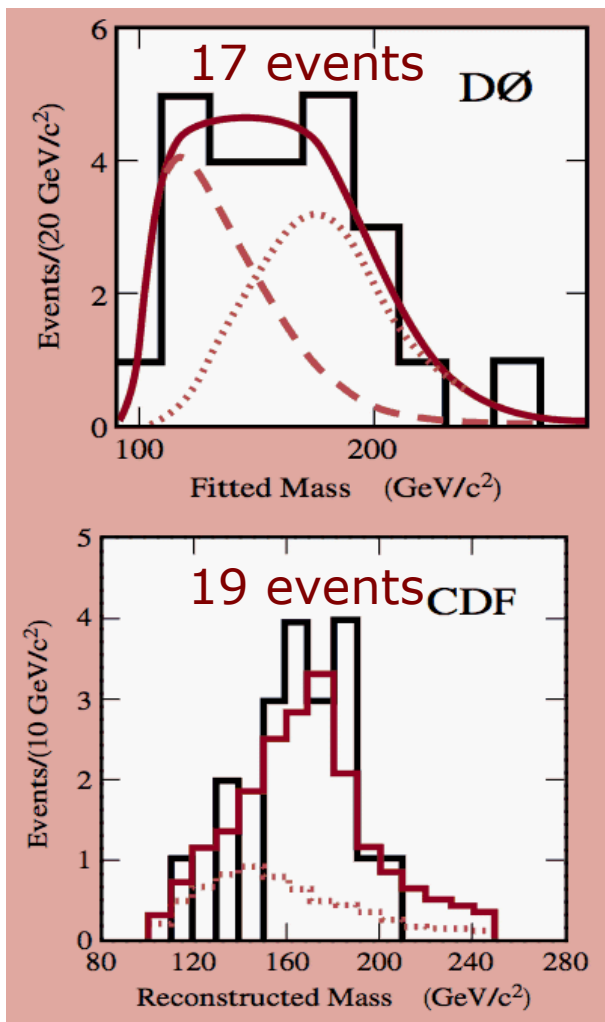 6
17 events
DØ
4
2
0
Events/(20 GeV/c²)
100 200
Fitted Mass (GeV/c²)
5
19 events
CDF
4
3
2
1
0
Events/(10 GeV/c²)
80 120 160 200 240 280
Reconstructed Mass (GeV/c²)